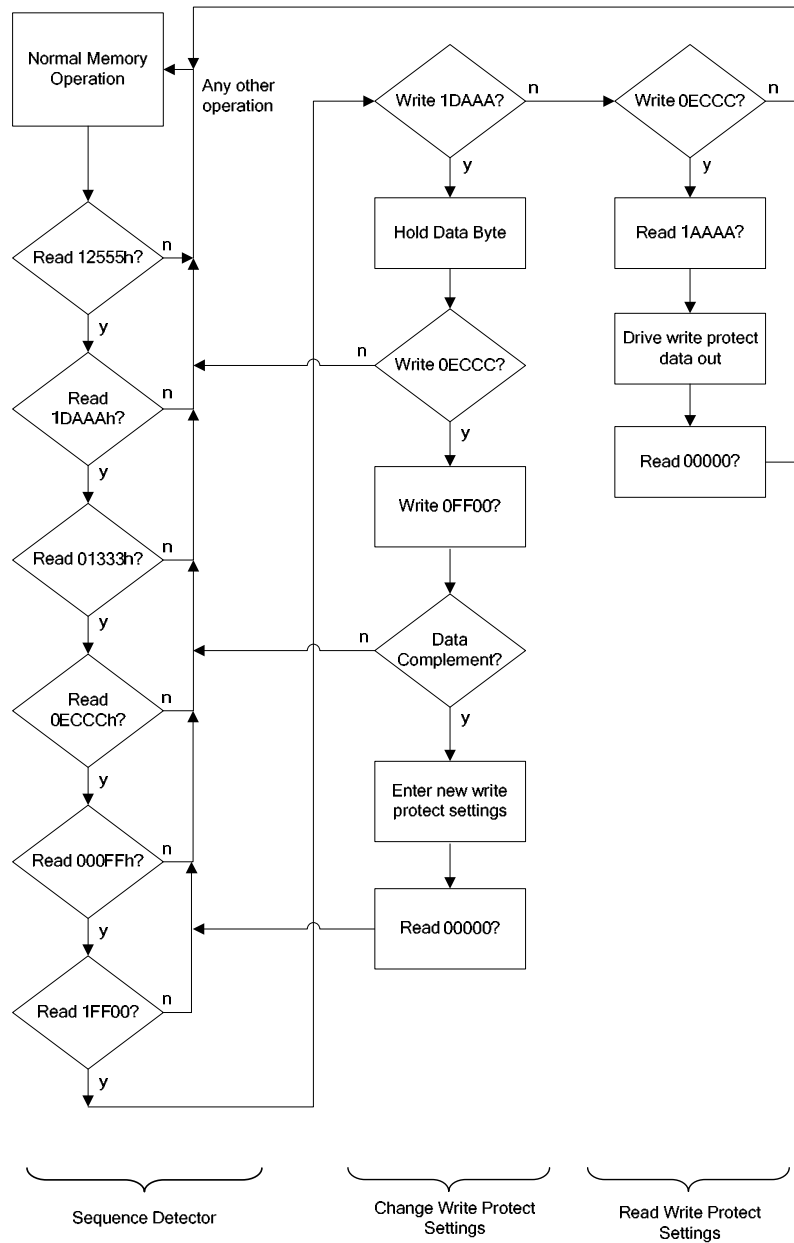 Normal Memory
Operation
Any other
operation
Read 12555h?
n
y
Read
1DAAAh?
n
y
Read 01333h?
n
y
Read
0ECCCh?
n
y
Read 000FFh?
n
y
Read 1FF00?
n
y
Sequence Detector
Write 1DAAA?
n
y
Hold Data Byte
Write 0ECCC?
n
y
Write 0FF00?
Data
Complement?
n
y
Enter new write
protect settings
Read 00000?
Change Write Protect
Settings
Write 0ECCC?
n
y
Read 1AAAA?
Drive write protect
data out
Read 00000?
Read Write Protect
Settings